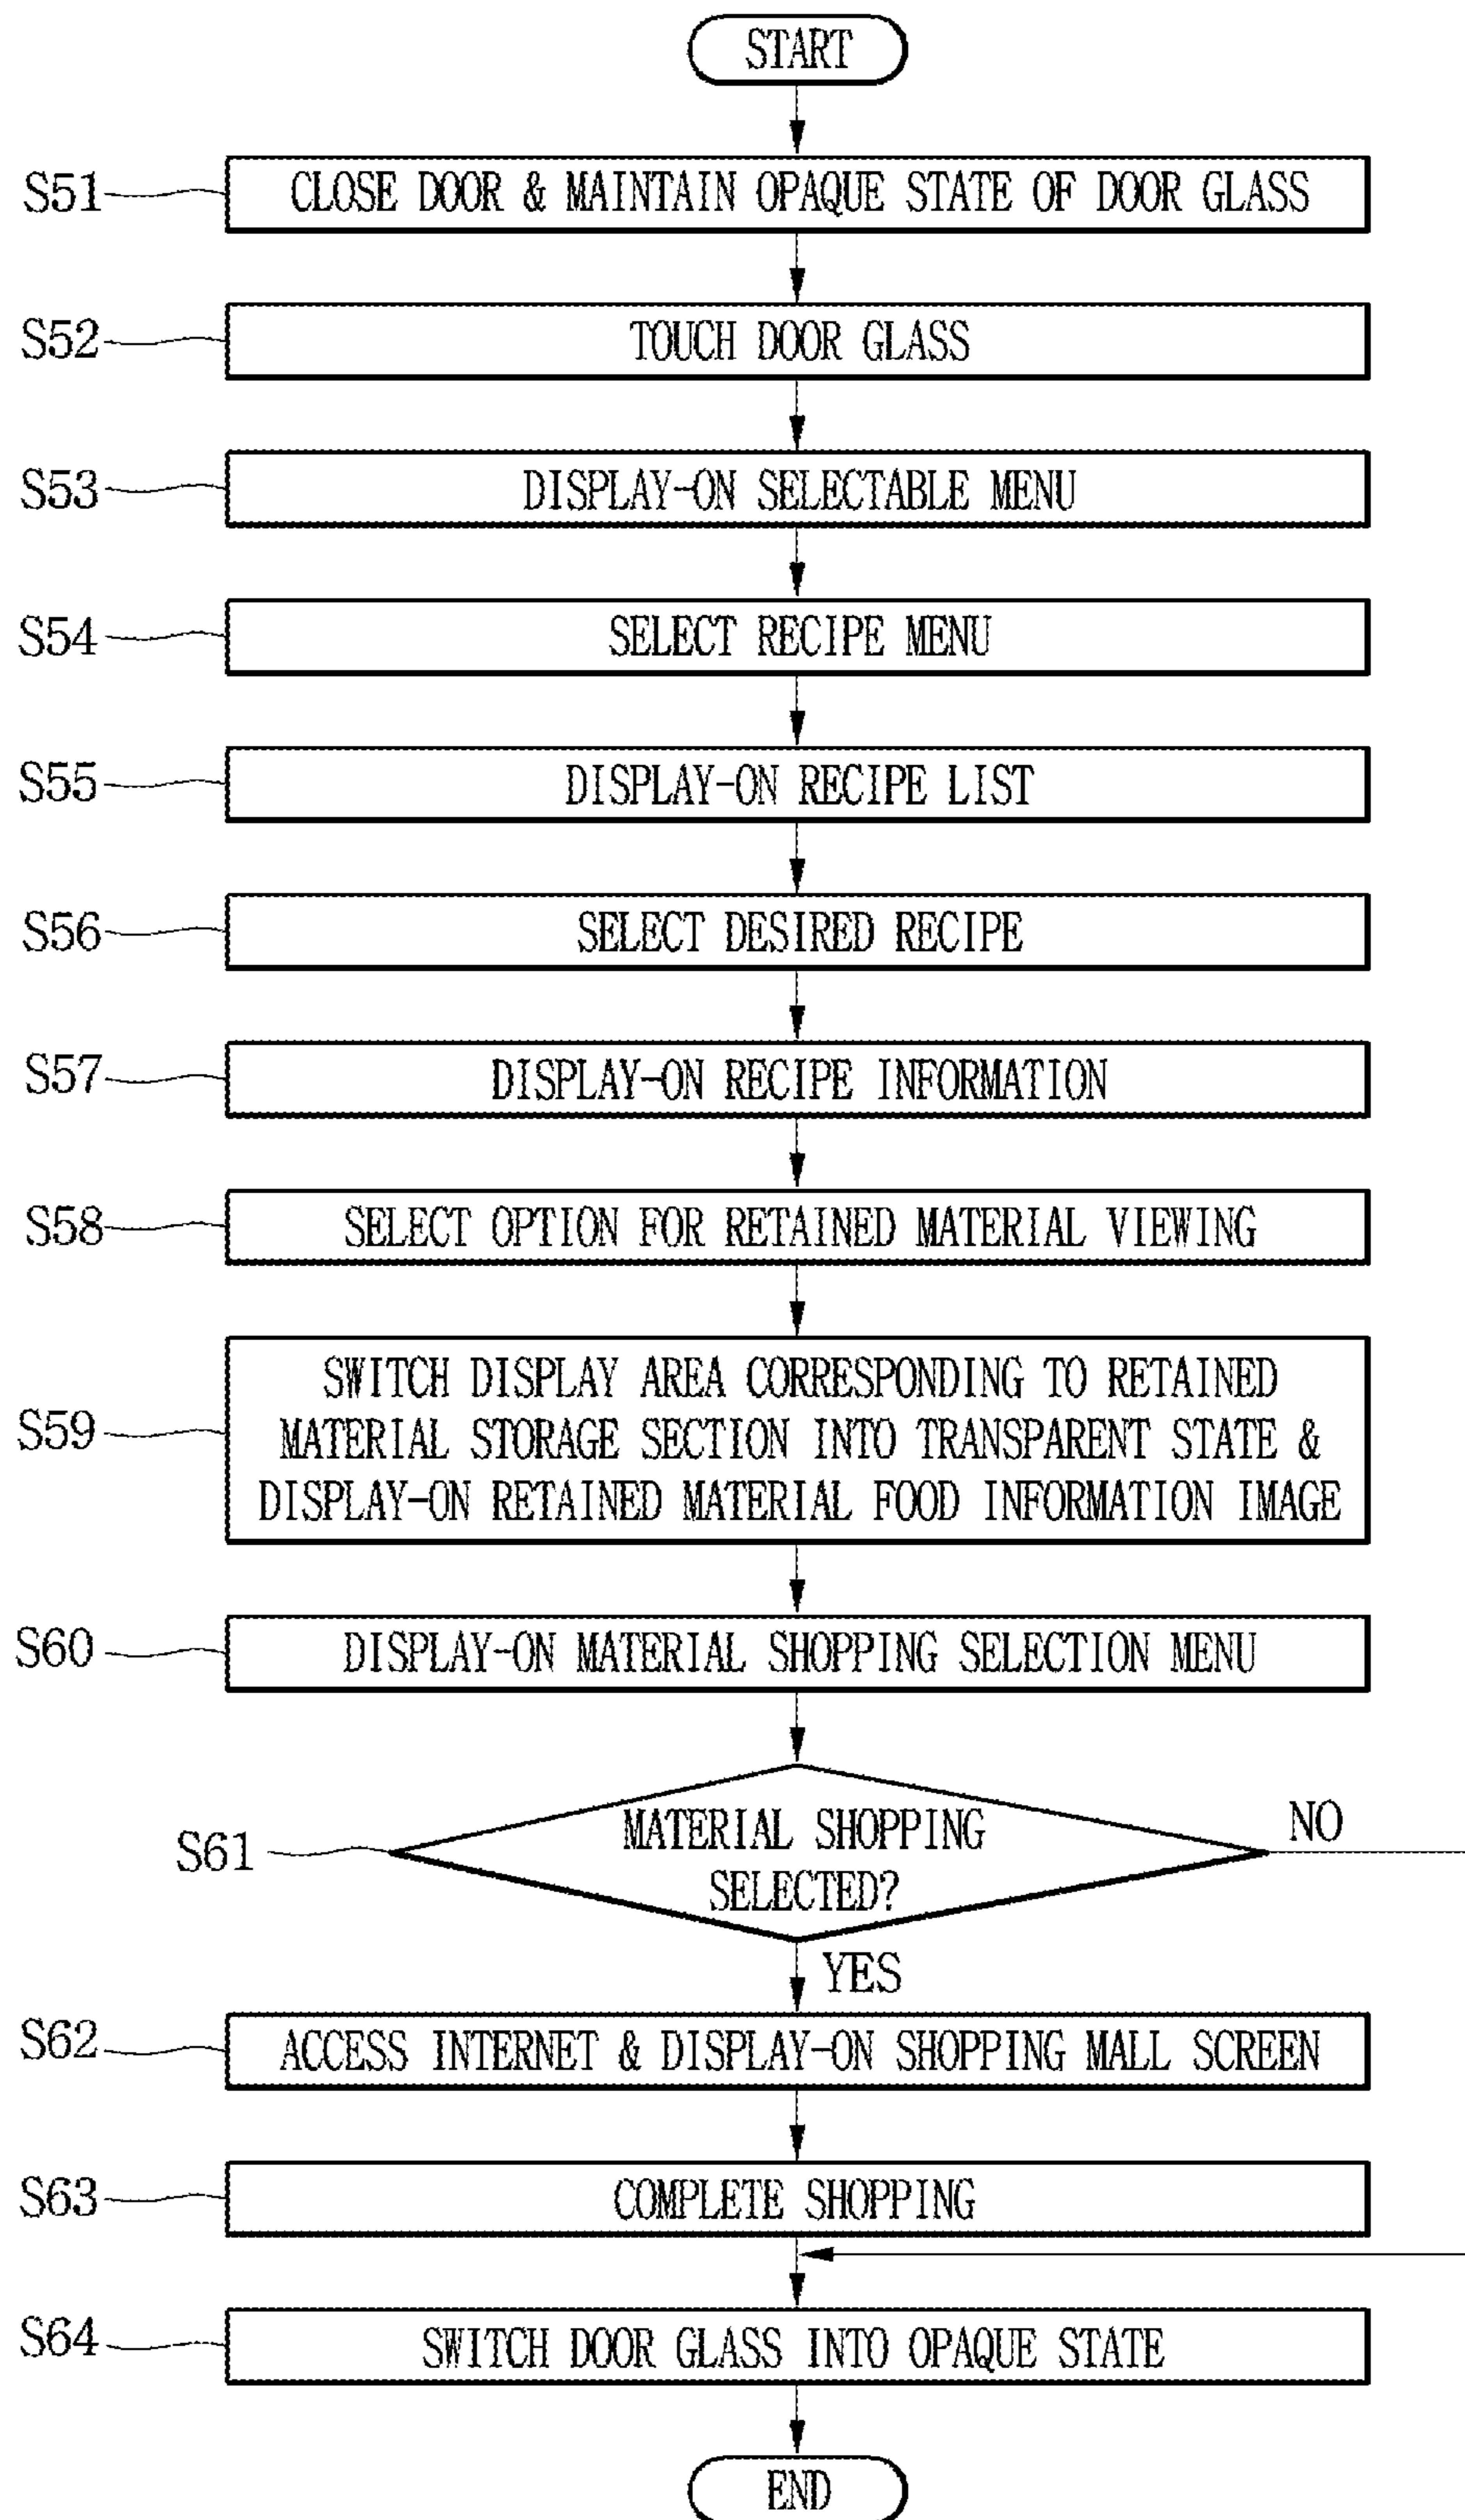 START
S51 CLOSE DOOR & MAINTAIN OPAQUE STATE OF DOOR GLASS
S52 TOUCH DOOR GLASS
S53 DISPLAY-ON SELECTABLE MENU
S54 SELECT RECIPE MENU
S55 DISPLAY-ON RECIPE LIST
S56 SELECT DESIRED RECIPE
S57 DISPLAY-ON RECIPE INFORMATION
S58 SELECT OPTION FOR RETAINED MATERIAL VIEWING
SWITCH DISPLAY AREA CORRESPONDING TO RETAINED
S59 MATERIAL STORAGE SECTION INTO TRANSPARENT STATE &
DISPLAY-ON RETAINED MATERIAL FOOD INFORMATION IMAGE
S60 DISPLAY-ON MATERIAL SHOPPING SELECTION MENU
S61 MATERIAL SHOPPING
SELECTED?
NO
YES
S62 ACCESS INTERNET & DISPLAY-ON SHOPPING MALL SCREEN
S63 COMPLETE SHOPPING
S64 SWITCH DOOR GLASS INTO OPAQUE STATE
END